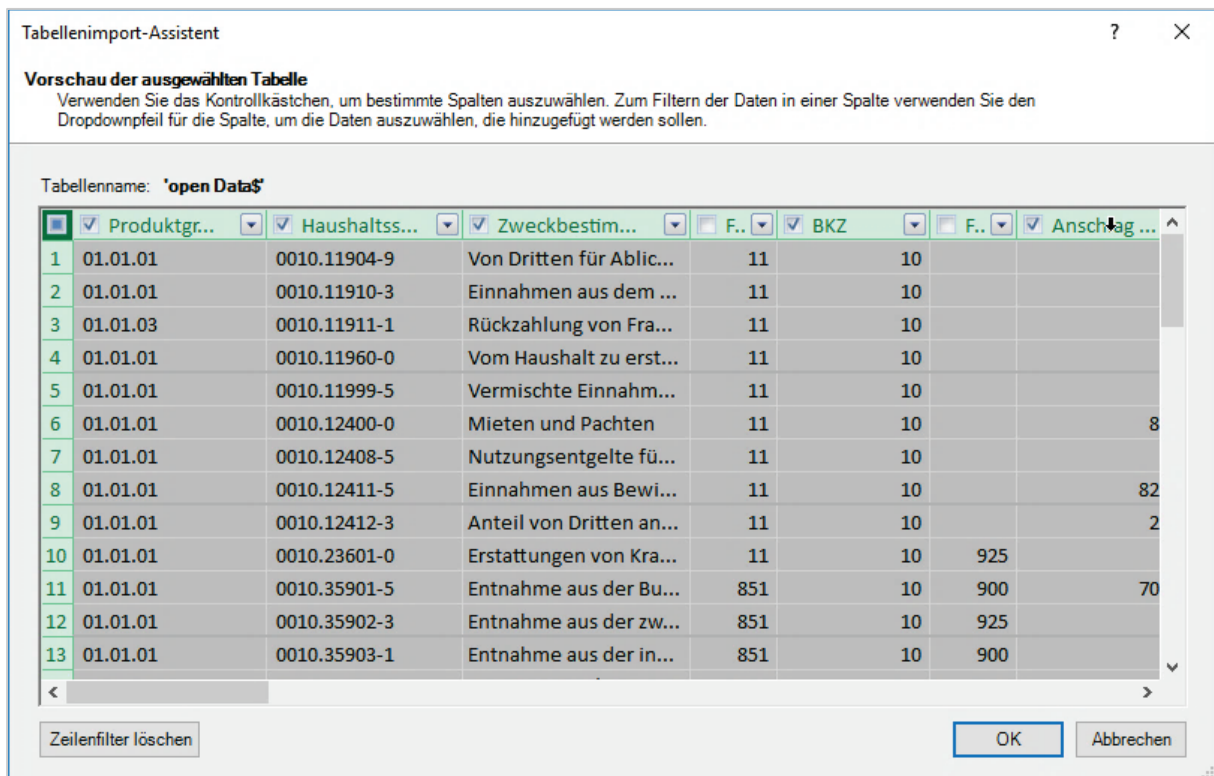 Tabellenimport-Assistent ? ×
Vorschau der ausgewählten Tabelle
Verwenden Sie das Kontrollkästchen, um bestimmte Spalten auszuwählen. Zum Filtern der Daten in einer Spalte verwenden Sie den
Dropdownpfeil für die Spalte, um die Daten auszuwählen, die hinzugefügt werden sollen.
Tabellenname: 'open Data$'
Produktgr... Haushaltss... Zweckbestim... F.. BKZ F.. Anschlag ...
1 01.01.01 0010.11904-9 Von Dritten für Ablic... 11 10
2 01.01.01 0010.11910-3 Einnahmen aus dem ... 11 10
3 01.01.03 0010.11911-1 Rückzahlung von Fra... 11 10
4 01.01.01 0010.11960-0 Vom Haushalt zu erst... 11 10
5 01.01.01 0010.11999-5 Vermischte Einnahm... 11 10
6 01.01.01 0010.12400-0 Mieten und Pachten 11 10 8
7 01.01.01 0010.12408-5 Nutzungsentgelte fü... 11 10
8 01.01.01 0010.12411-5 Einnahmen aus Bewi... 11 10 82
9 01.01.01 0010.12412-3 Anteil von Dritten an... 11 10 2
10 01.01.01 0010.23601-0 Erstattungen von Kra... 11 10 925
11 01.01.01 0010.35901-5 Entnahme aus der Bu... 851 10 900 70
12 01.01.01 0010.35902-3 Entnahme aus der zw... 851 10 925
13 01.01.01 0010.35903-1 Entnahme aus der in... 851 10 900
Zeilenfilter löschen OK Abbrechen